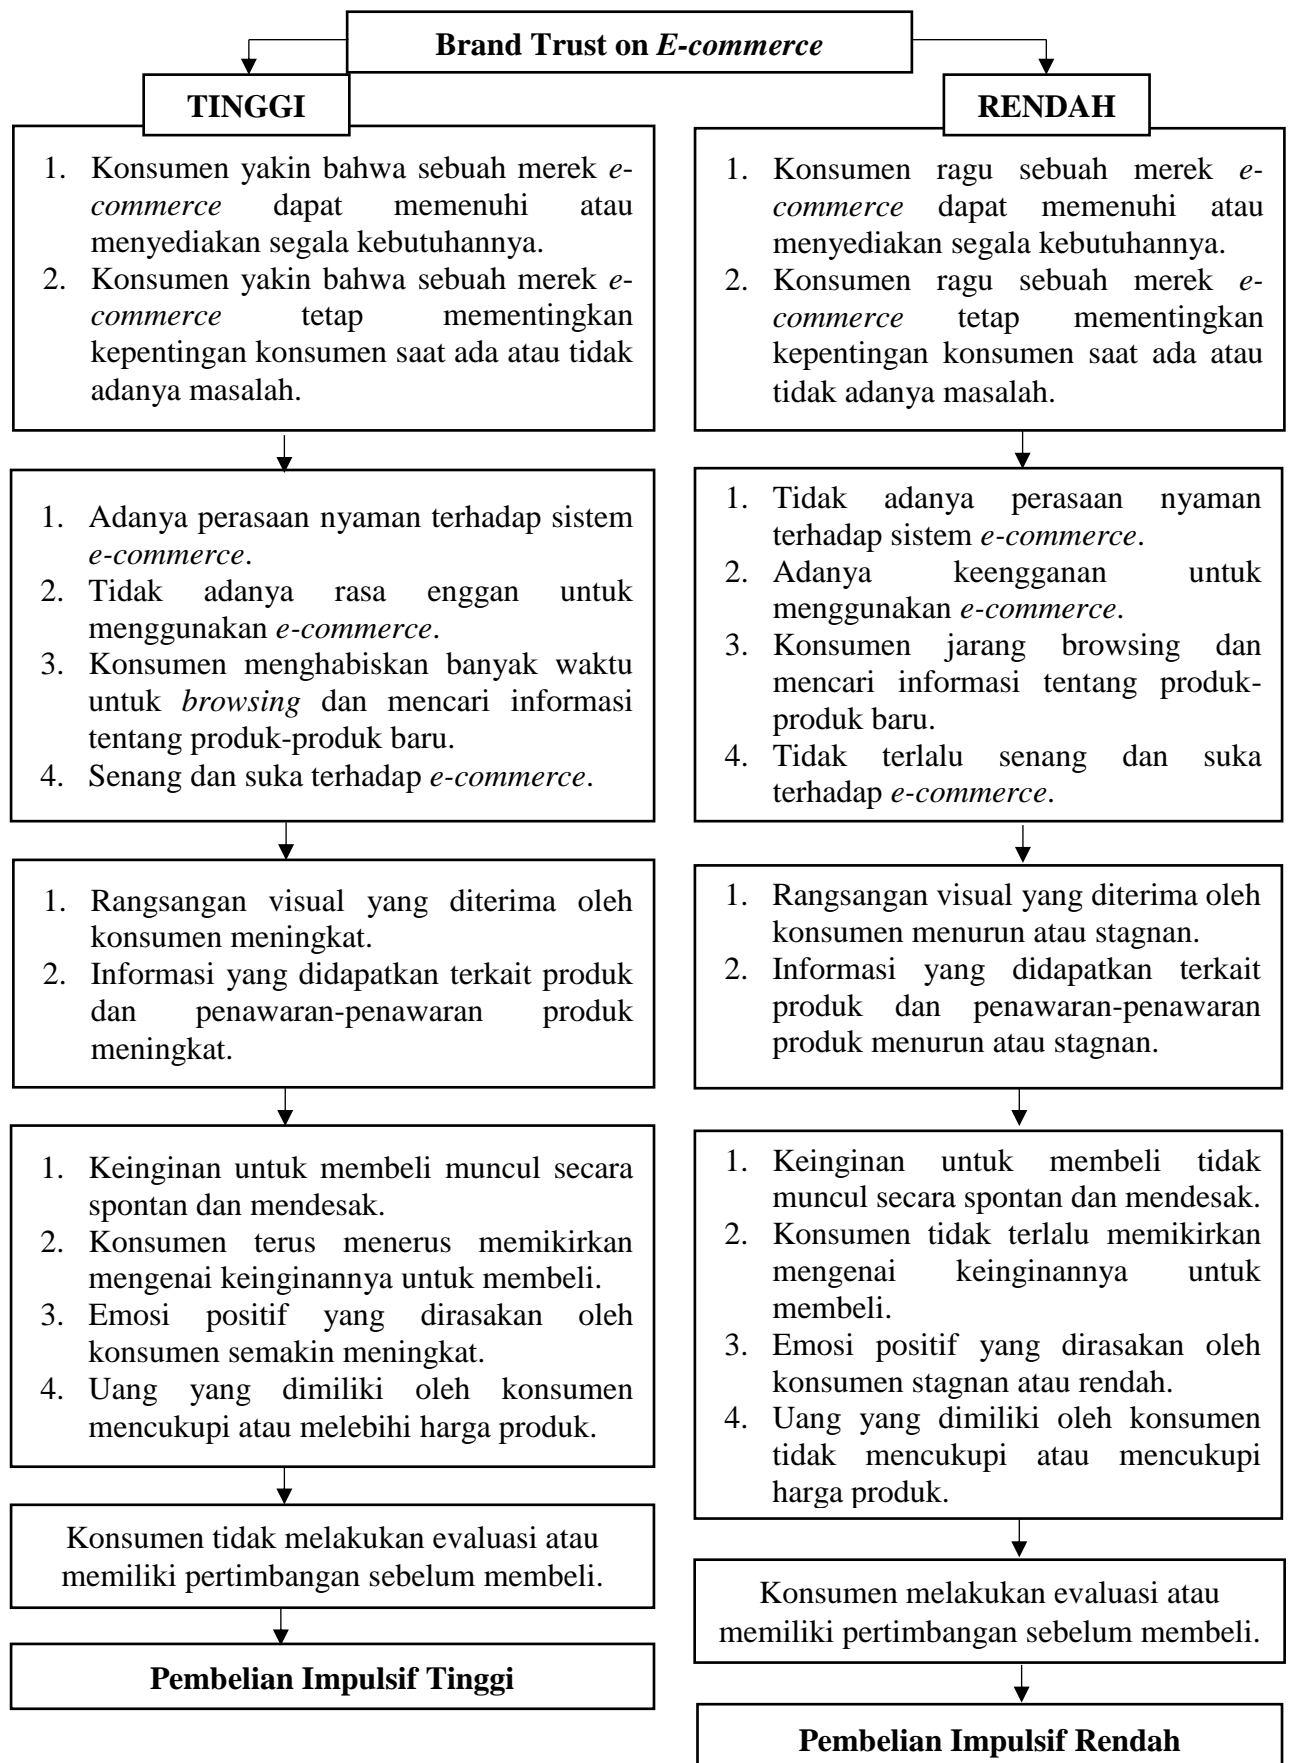 Brand Trust on E-commerce
TINGGI
1. Konsumen yakin bahwa sebuah merek e-
commerce dapat memenuhi atau
menyediakan segala kebutuhannya.
2. Konsumen yakin bahwa sebuah merek e-
commerce tetap mementingkan
kepentingan konsumen saat ada atau tidak
adanya masalah.
1. Adanya perasaan nyaman terhadap sistem
e-commerce.
2. Tidak adanya rasa enggan untuk
menggunakan e-commerce.
3. Konsumen menghabiskan banyak waktu
untuk browsing dan mencari informasi
tentang produk-produk baru.
4. Senang dan suka terhadap e-commerce.
1. Rangsangan visual yang diterima oleh
konsumen meningkat.
2. Informasi yang didapatkan terkait produk
dan penawaran-penawaran produk
meningkat.
1. Keinginan untuk membeli muncul secara
spontan dan mendesak.
2. Konsumen terus menerus memikirkan
mengenai keinginannya untuk membeli.
3. Emosi positif yang dirasakan oleh
konsumen semakin meningkat.
4. Uang yang dimiliki oleh konsumen
mencukupi atau melebihi harga produk.
Konsumen tidak melakukan evaluasi atau
memiliki pertimbangan sebelum membeli.
Pembelian Impulsif Tinggi
RENDAH
1. Konsumen ragu sebuah merek e-
commerce dapat memenuhi atau
menyediakan segala kebutuhannya.
2. Konsumen ragu sebuah merek e-
commerce tetap mementingkan
kepentingan konsumen saat ada atau
tidak adanya masalah.
1. Tidak adanya perasaan nyaman
terhadap sistem e-commerce.
2. Adanya keengganan untuk
menggunakan e-commerce.
3. Konsumen jarang browsing dan
mencari informasi tentang produk-
produk baru.
4. Tidak terlalu senang dan suka
terhadap e-commerce.
1. Rangsangan visual yang diterima oleh
konsumen menurun atau stagnan.
2. Informasi yang didapatkan terkait
produk dan penawaran-penawaran
produk menurun atau stagnan.
1. Keinginan untuk membeli tidak
muncul secara spontan dan mendesak.
2. Konsumen tidak terlalu memikirkan
mengenai keinginannya untuk
membeli.
3. Emosi positif yang dirasakan oleh
konsumen stagnan atau rendah.
4. Uang yang dimiliki oleh konsumen
tidak mencukupi atau mencukupi
harga produk.
Konsumen melakukan evaluasi atau
memiliki pertimbangan sebelum membeli.
Pembelian Impulsif Rendah